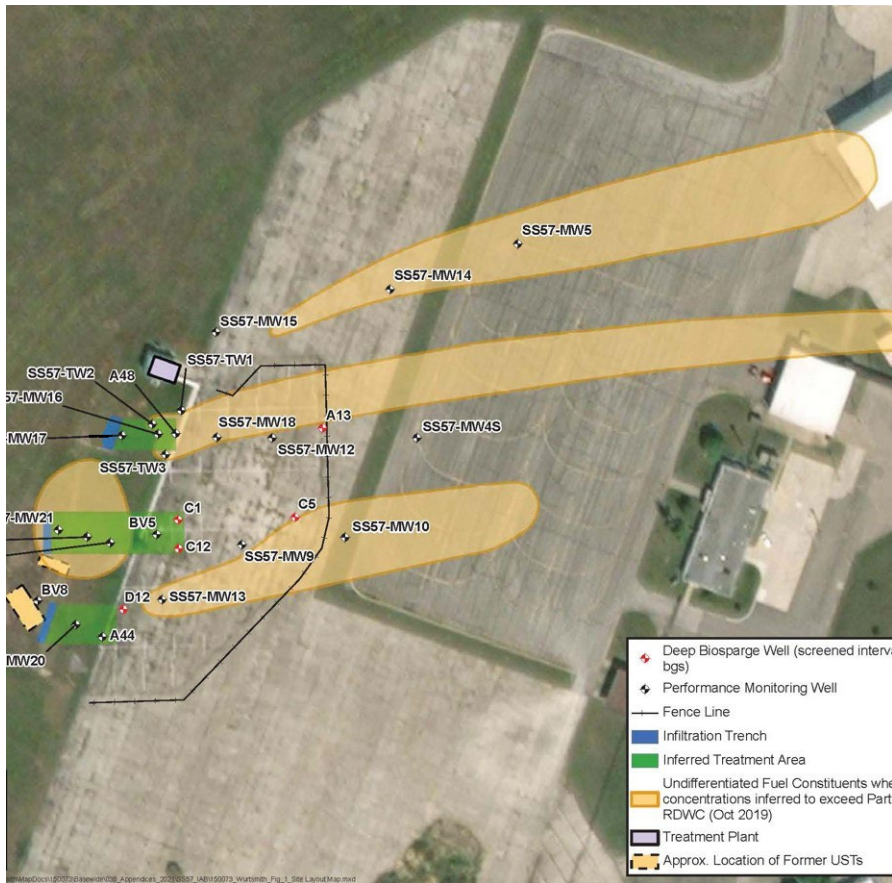 SS57-MW5
SS57-MW14
SS57-MW15
SS57-TW1
SS57-TW2
A48
57-MW16
A13
SS57-MW18
SS57-MW4S
-MW17
SS57-MW12
SS57-TW3
C1
C5
57-MW21
BV5
SS57-MW10
C12
SS57-MW9
BV8
D12
SS57-MW13
A44
MW20
Deep Biosparge Well (screened interva
bgs)
Performance Monitoring Well
Fence Line
Infiltration Trench
Inferred Treatment Area
Undifferentiated Fuel Constituents whe
concentrations inferred to exceed Part
RDWC (Oct 2019)
Treatment Plant
Approx. Location of Former USTs